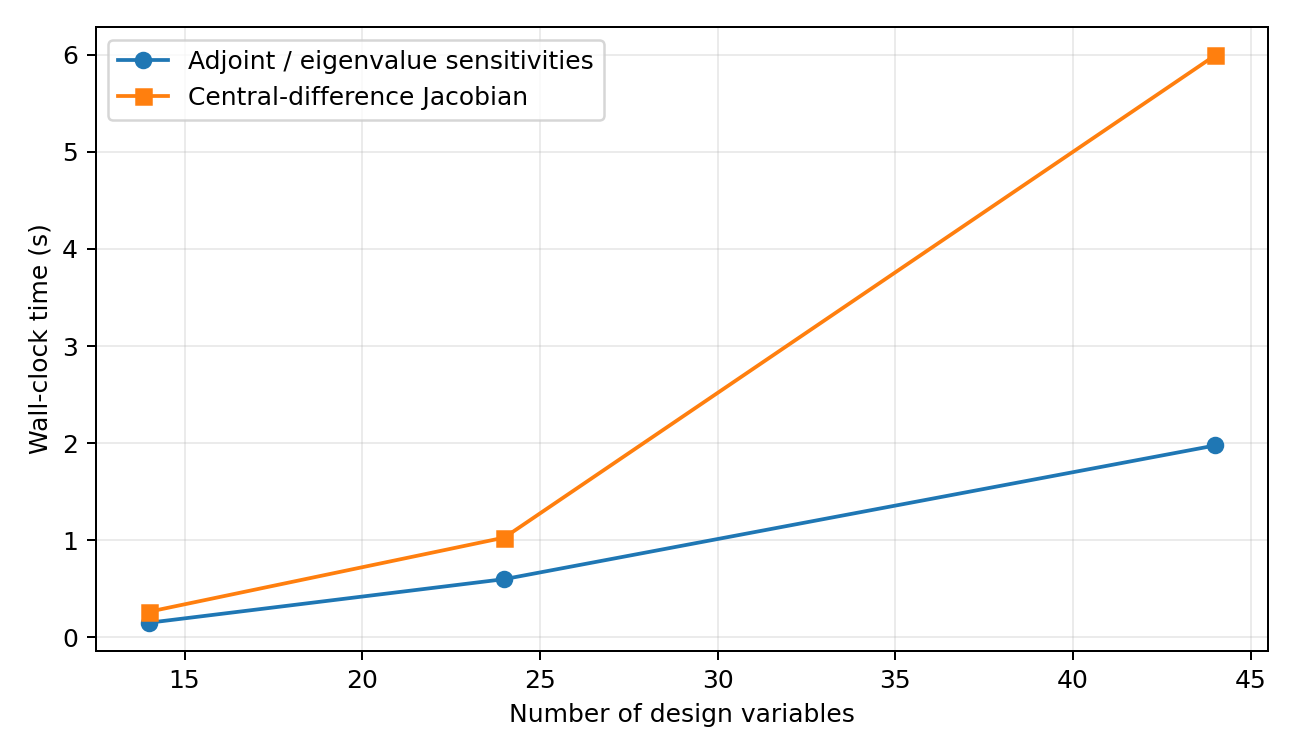 Adjoint / eigenvalue sensitivities
Central-difference Jacobian
6
5
4
3
2
1
0
Wall-clock time (s)
15 20 25 30 35 40 45
Number of design variables